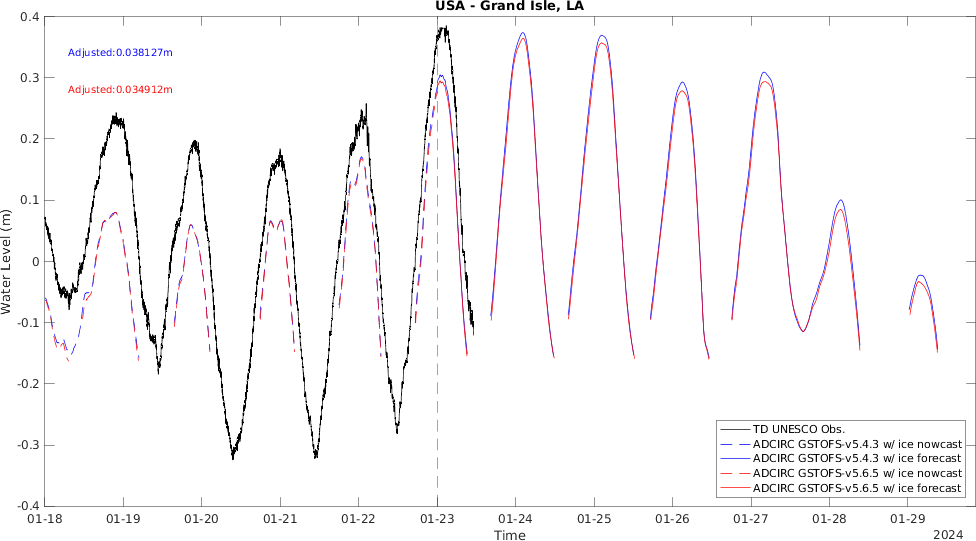 USA - Grand Isle, LA
0.4
Adjusted:0.038127m
0.3
Adjusted:0.034912m
0.2
0.1
0
-0.1
-0.2
-0.3
-0.4
Water Level (m)
TD UNESCO Obs.
ADCIRC GSTOFS-v5.4.3 w/ ice nowcast
ADCIRC GSTOFS-v5.4.3 w/ ice forecast
ADCIRC GSTOFS-v5.6.5 w/ ice nowcast
ADCIRC GSTOFS-v5.6.5 w/ ice forecast
01-18 01-19 01-20 01-21 01-22 01-23 01-24 01-25 01-26 01-27 01-28 01-29
Time
2024